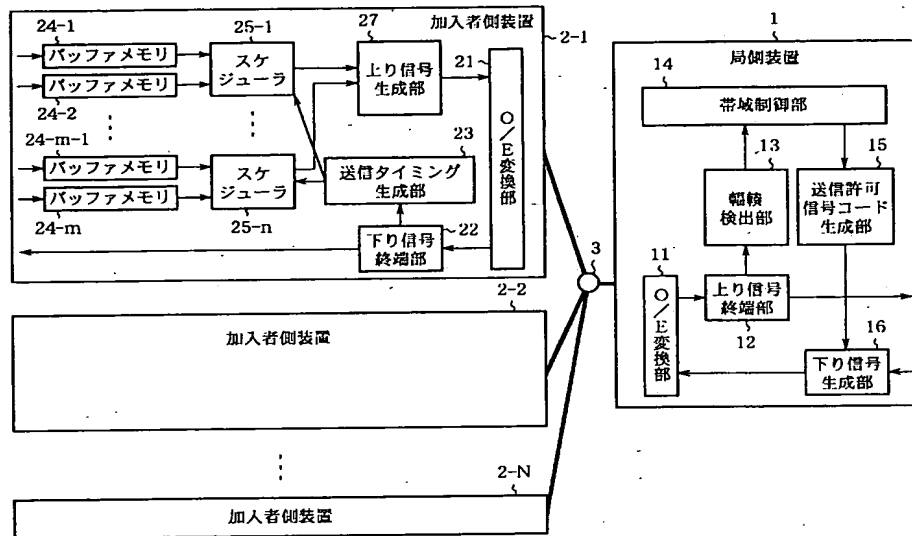 加入者側装置
2-1
24-1
バッファメモリ
バッファメモリ
24-2
24-m-1
バッファメモリ
バッファメモリ
24-m
25-1
スケ
ジューラ
スケ
ジューラ
25-n
27
上り信号
生成部
21
O/E変換部
23
送信タイミング
生成部
22
下り信号
終端部
2-2
加入者側装置
2-N
加入者側装置
3
1
局側装置
14
帯域制御部
13
輻輳
検出部
15
送信許可
信号コード
生成部
11
O/E変換部
上り信号
終端部
12
16
下り信号
生成部